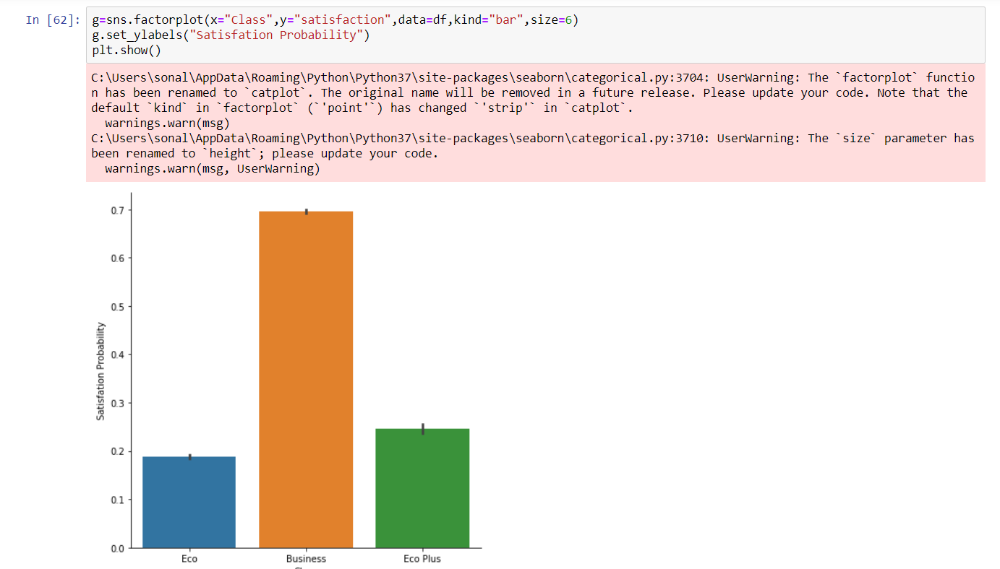 In [62]: g=sns.factorplot(x="Class",y="satisfaction",data=df,kind="bar",size=6)
g.set_ylabels("Satisfation Probability")
plt.show()
C:\Users\sonal\AppData\Roaming\Python\Python37\site-packages\seaborn\categorical.py:3704: UserWarning: The `factorplot` functio
n has been renamed to `catplot`. The original name will be removed in a future release. Please update your code. Note that the
default `kind` in `factorplot` (`'point'`) has changed `'strip'` in `catplot`.
  warnings.warn(msg)
C:\Users\sonal\AppData\Roaming\Python\Python37\site-packages\seaborn\categorical.py:3710: UserWarning: The `size` parameter has
been renamed to `height`; please update your code.
  warnings.warn(msg, UserWarning)
0.7
0.6
0.5
0.4
0.3
0.2
0.1
0.0
Satisfation Probability
Eco Business Eco Plus